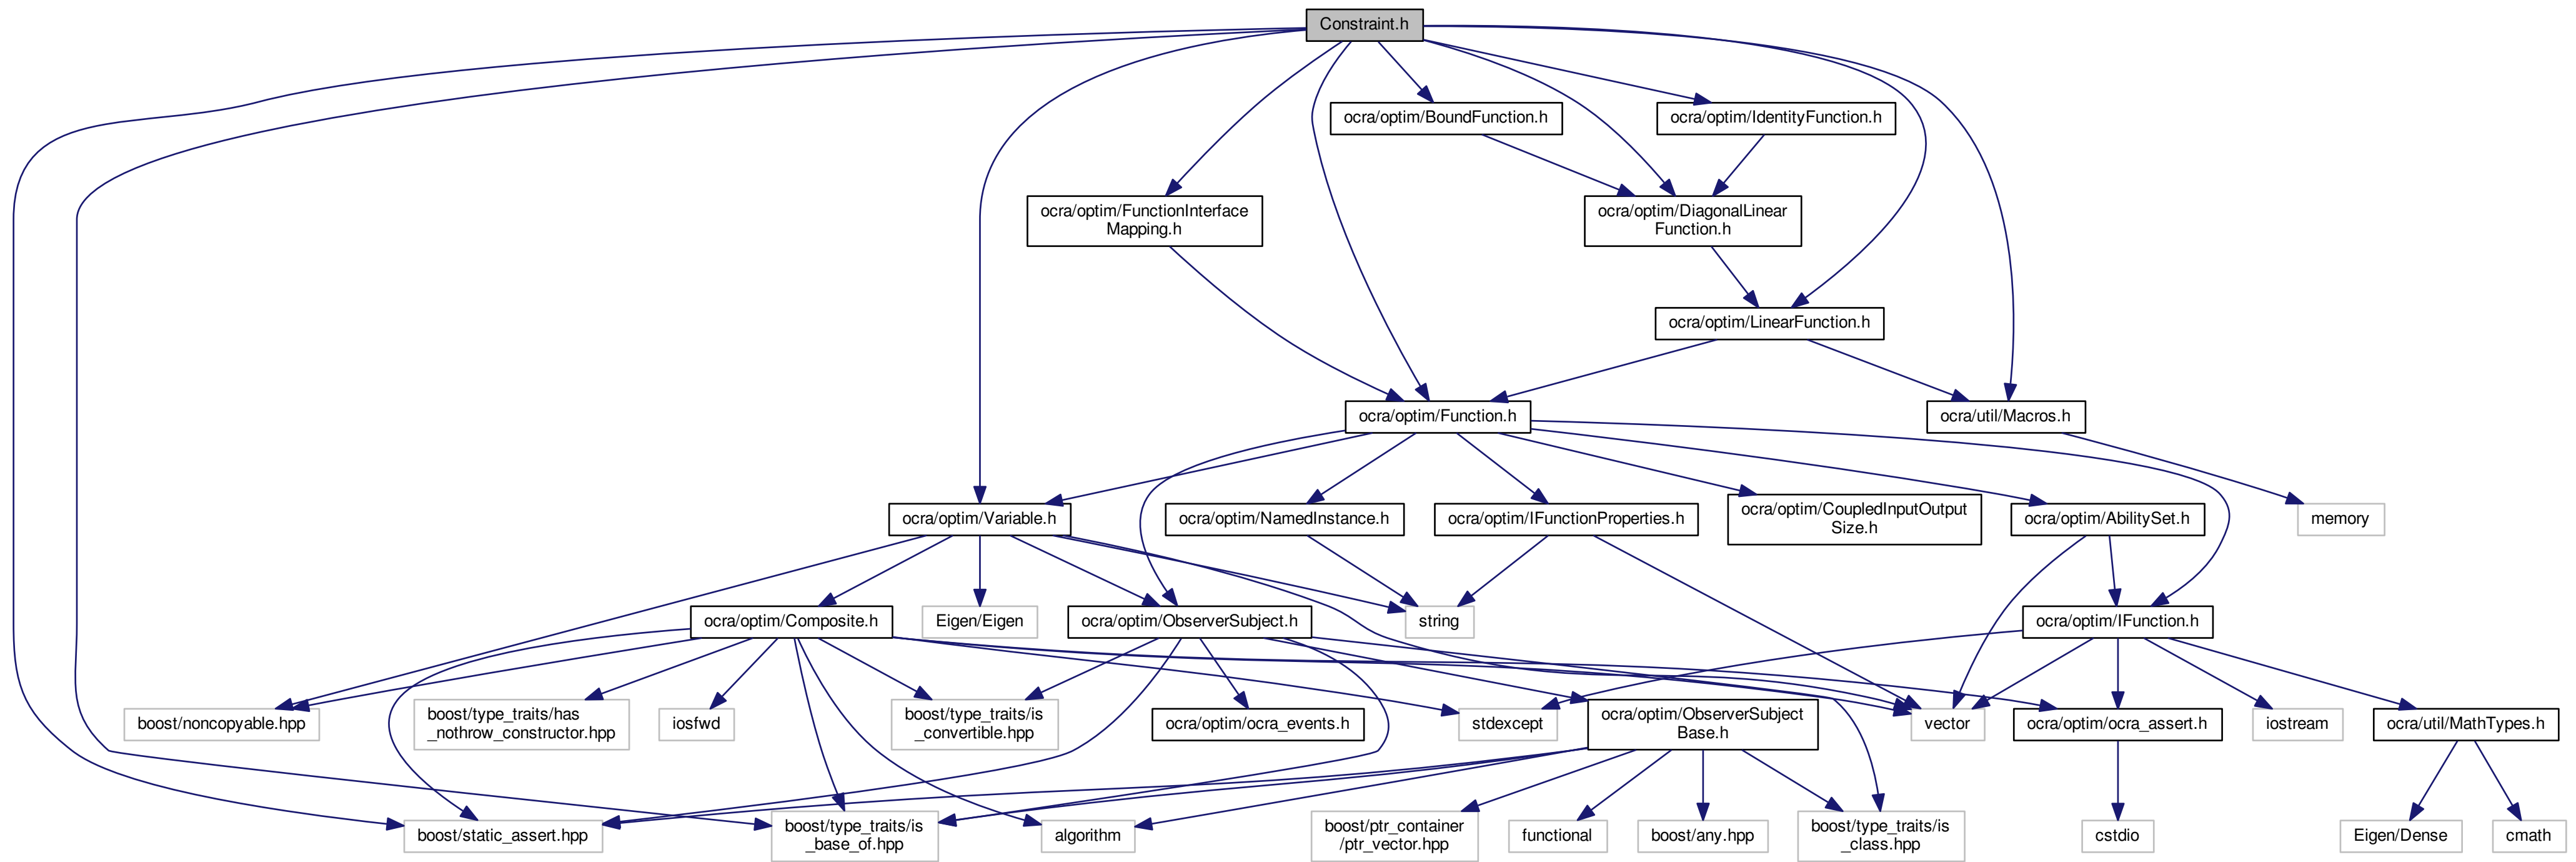 Constraint.h
ocra/optim/BoundFunction.h
ocra/optim/IdentityFunction.h
ocra/optim/FunctionInterface
Mapping.h
ocra/optim/DiagonalLinear
Function.h
ocra/optim/LinearFunction.h
ocra/optim/Function.h
ocra/util/Macros.h
ocra/optim/Variable.h
ocra/optim/NamedInstance.h
ocra/optim/IFunctionProperties.h
ocra/optim/CoupledInputOutput
Size.h
ocra/optim/AbilitySet.h
memory
ocra/optim/Composite.h
Eigen/Eigen
ocra/optim/ObserverSubject.h
string
ocra/optim/IFunction.h
boost/noncopyable.hpp
boost/type_traits/has
_nothrow_constructor.hpp
iosfwd
boost/type_traits/is
_convertible.hpp
ocra/optim/ocra_events.h
stdexcept
ocra/optim/ObserverSubject
Base.h
vector
ocra/optim/ocra_assert.h
iostream
ocra/util/MathTypes.h
boost/static_assert.hpp
boost/type_traits/is
_base_of.hpp
algorithm
boost/ptr_container
/ptr_vector.hpp
functional
boost/any.hpp
boost/type_traits/is
_class.hpp
cstdio
Eigen/Dense
cmath